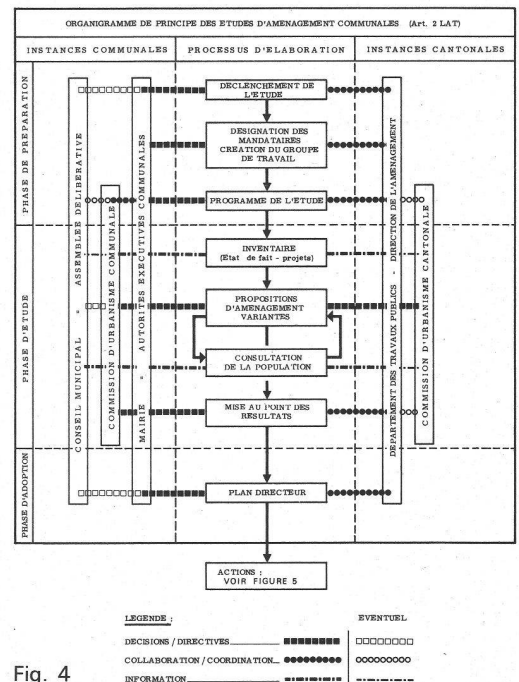 ORGANIGRAMME DE PRINCIPE DES ETUDES D'AMENAGEMENT COMMUNALES (Art. 2 LAT)
INSTANCES COMMUNALES
PROCESSUS D'ELABORATION
INSTANCES CANTONALES
PHASE DE PREPARATION
PHASE D'ETUDE
PHASE D'ADOPTION
CONSEIL MUNICIPAL = ASSEMBLEE DELIBERATIVE
COMMISSION D'URBANISME COMMUNALE
MAIRIE = AUTORITES EXECUTIVES COMMUNALES
DECLENCHEMENT DE
L'ETUDE
DESIGNATION DES
MANDATAIRES
CREATION DU GROUPE
DE TRAVAIL
PROGRAMME DE L'ETUDE
INVENTAIRE
(Etat de fait - projets)
PROPOSITIONS
D'AMENAGEMENT
VARIANTES
CONSULTATION
DE LA POPULATION
MISE AU POINT DES
RESULTATS
PLAN DIRECTEUR
ACTIONS :
VOIR FIGURE 5
DEPARTEMENT DES TRAVAUX PUBLICS - DIRECTION DE L'AMENAGEMENT
COMMISSION D'URBANISME CANTONALE
LEGENDE :
EVENTUEL
DECISIONS / DIRECTIVES
COLLABORATION / COORDINATION
INFORMATION
Fig. 4